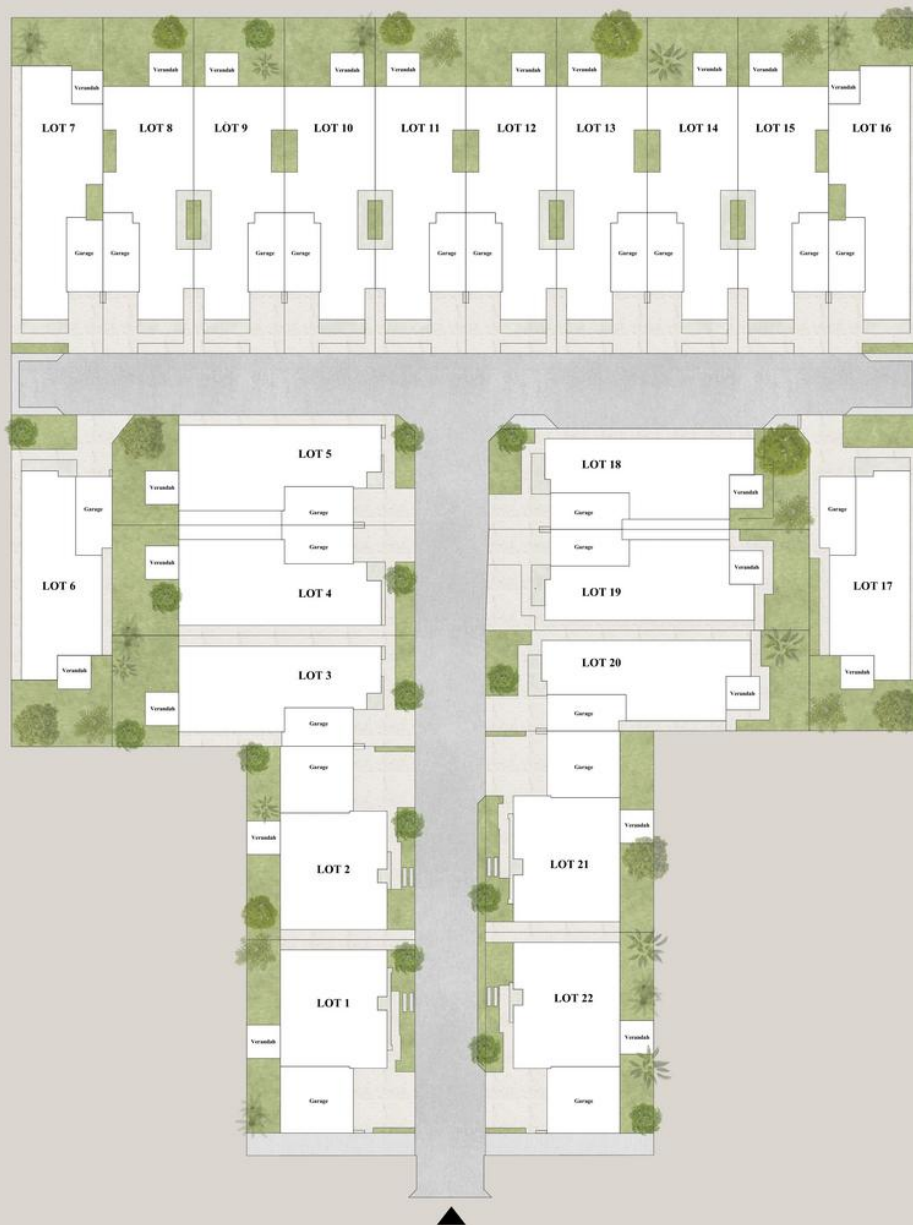 Verandah
Verandah
Verandah
Verandah
Verandah
Verandah
Verandah
Verandah
Verandah
Verandah
LOT 7
LOT 8
LOT 9
LOT 10
LOT 11
LOT 12
LOT 13
LOT 14
LOT 15
LOT 16
Garage
Garage
Garage
Garage
Garage
Garage
Garage
Garage
Garage
Garage
LOT 5
LOT 18
Verandah
Verandah
Garage
Garage
Garage
LOT 6
Verandah
Garage
LOT 4
Garage
LOT 19
Verandah
Garage
LOT 17
Verandah
LOT 3
LOT 20
Verandah
Verandah
Verandah
Garage
Garage
Garage
Garage
Verandah
LOT 2
LOT 21
Verandah
LOT 1
LOT 22
Verandah
Verandah
Garage
Garage